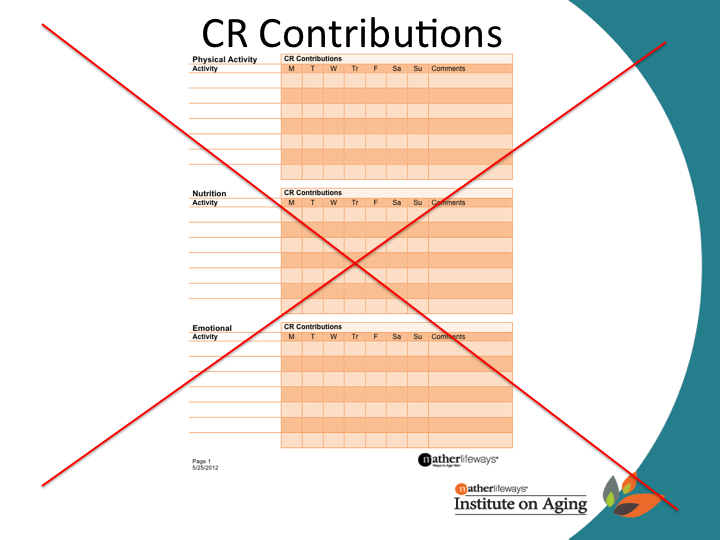 CR Contributions
Physical Activity CR Contributions
Activity M T W Tr F Sa Su Comments
Nutrition CR Contributions
Activity M T W Tr F Sa Su Comments
Emotional CR Contributions
Activity M T W Tr F Sa Su Comments
Page 1
5/25/2012
matherlifeways
Ways to Age Well
matherlifeways
Institute on Aging